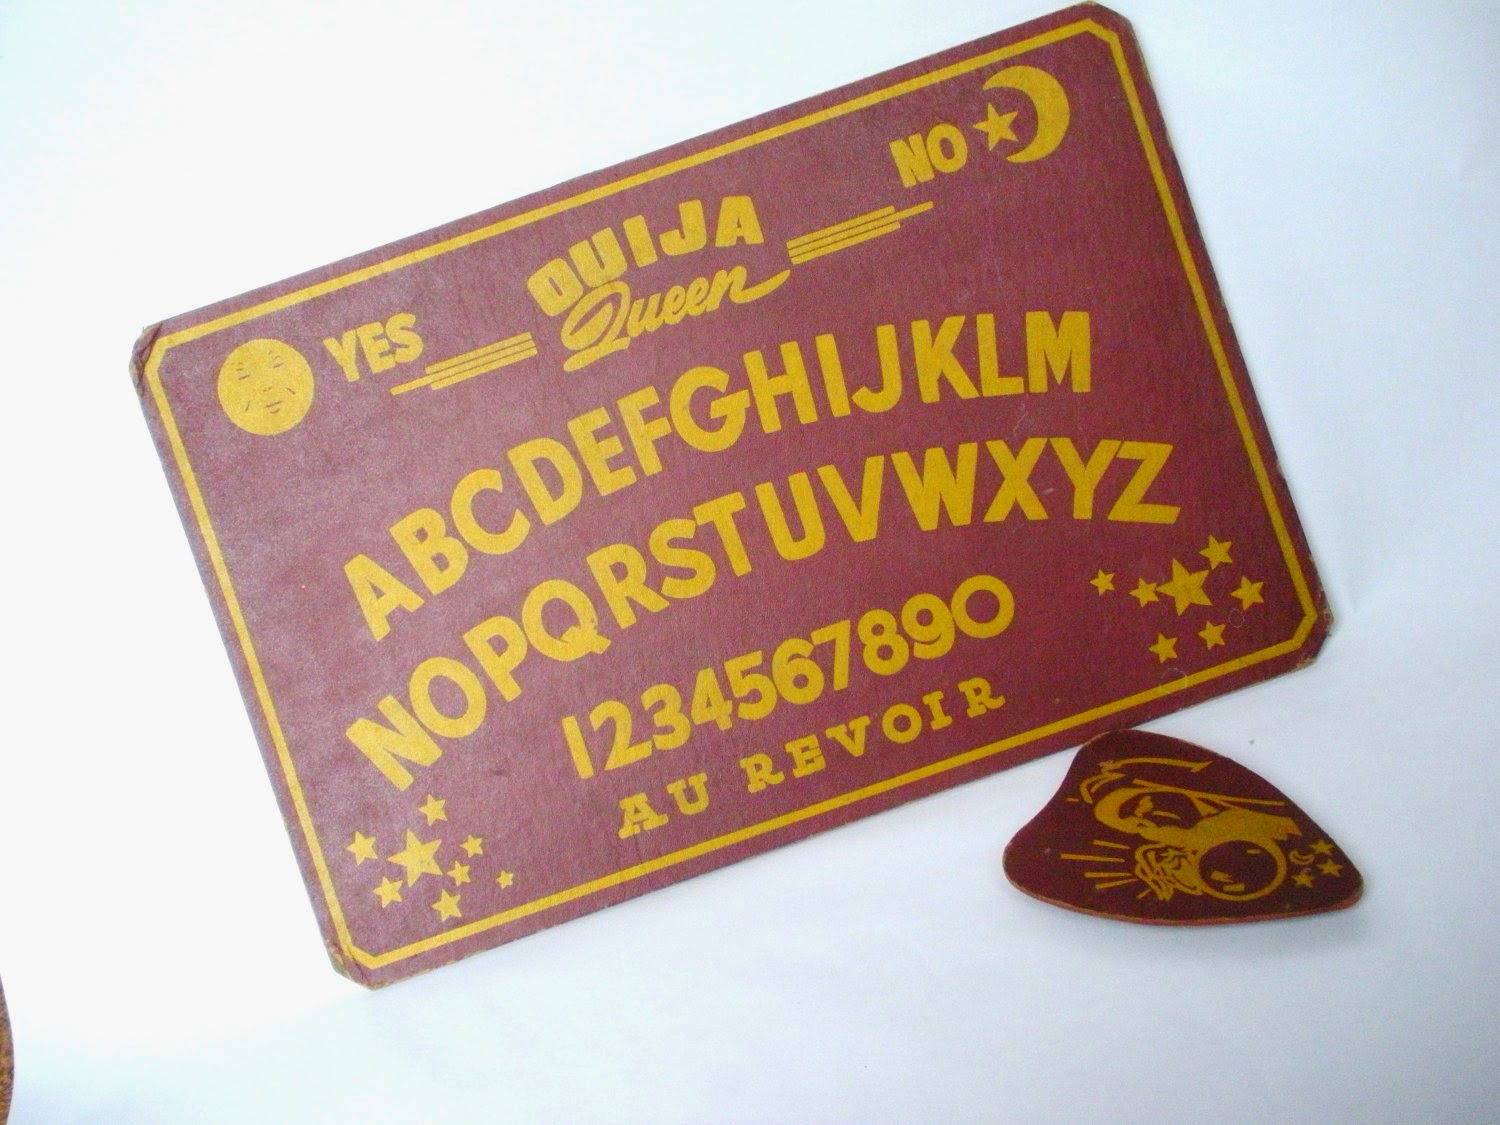 YES OUIJA NO
Queen
ABCDEFGHIJKLM
NOPQRSTUVWXYZ
1234567890
AU REVOIR